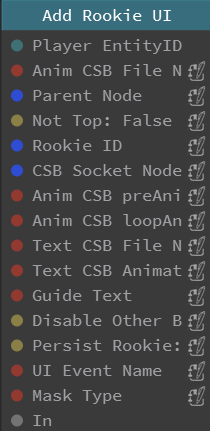 Add Rookie UI
Player EntityID
Anim CSB File N
Parent Node
Not Top: False
Rookie ID
CSB Socket Node
Anim CSB preAni
Anim CSB loopAn
Text CSB File N
Text CSB Animat
Guide Text
Disable Other B
Persist Rookie:
UI Event Name
Mask Type
In